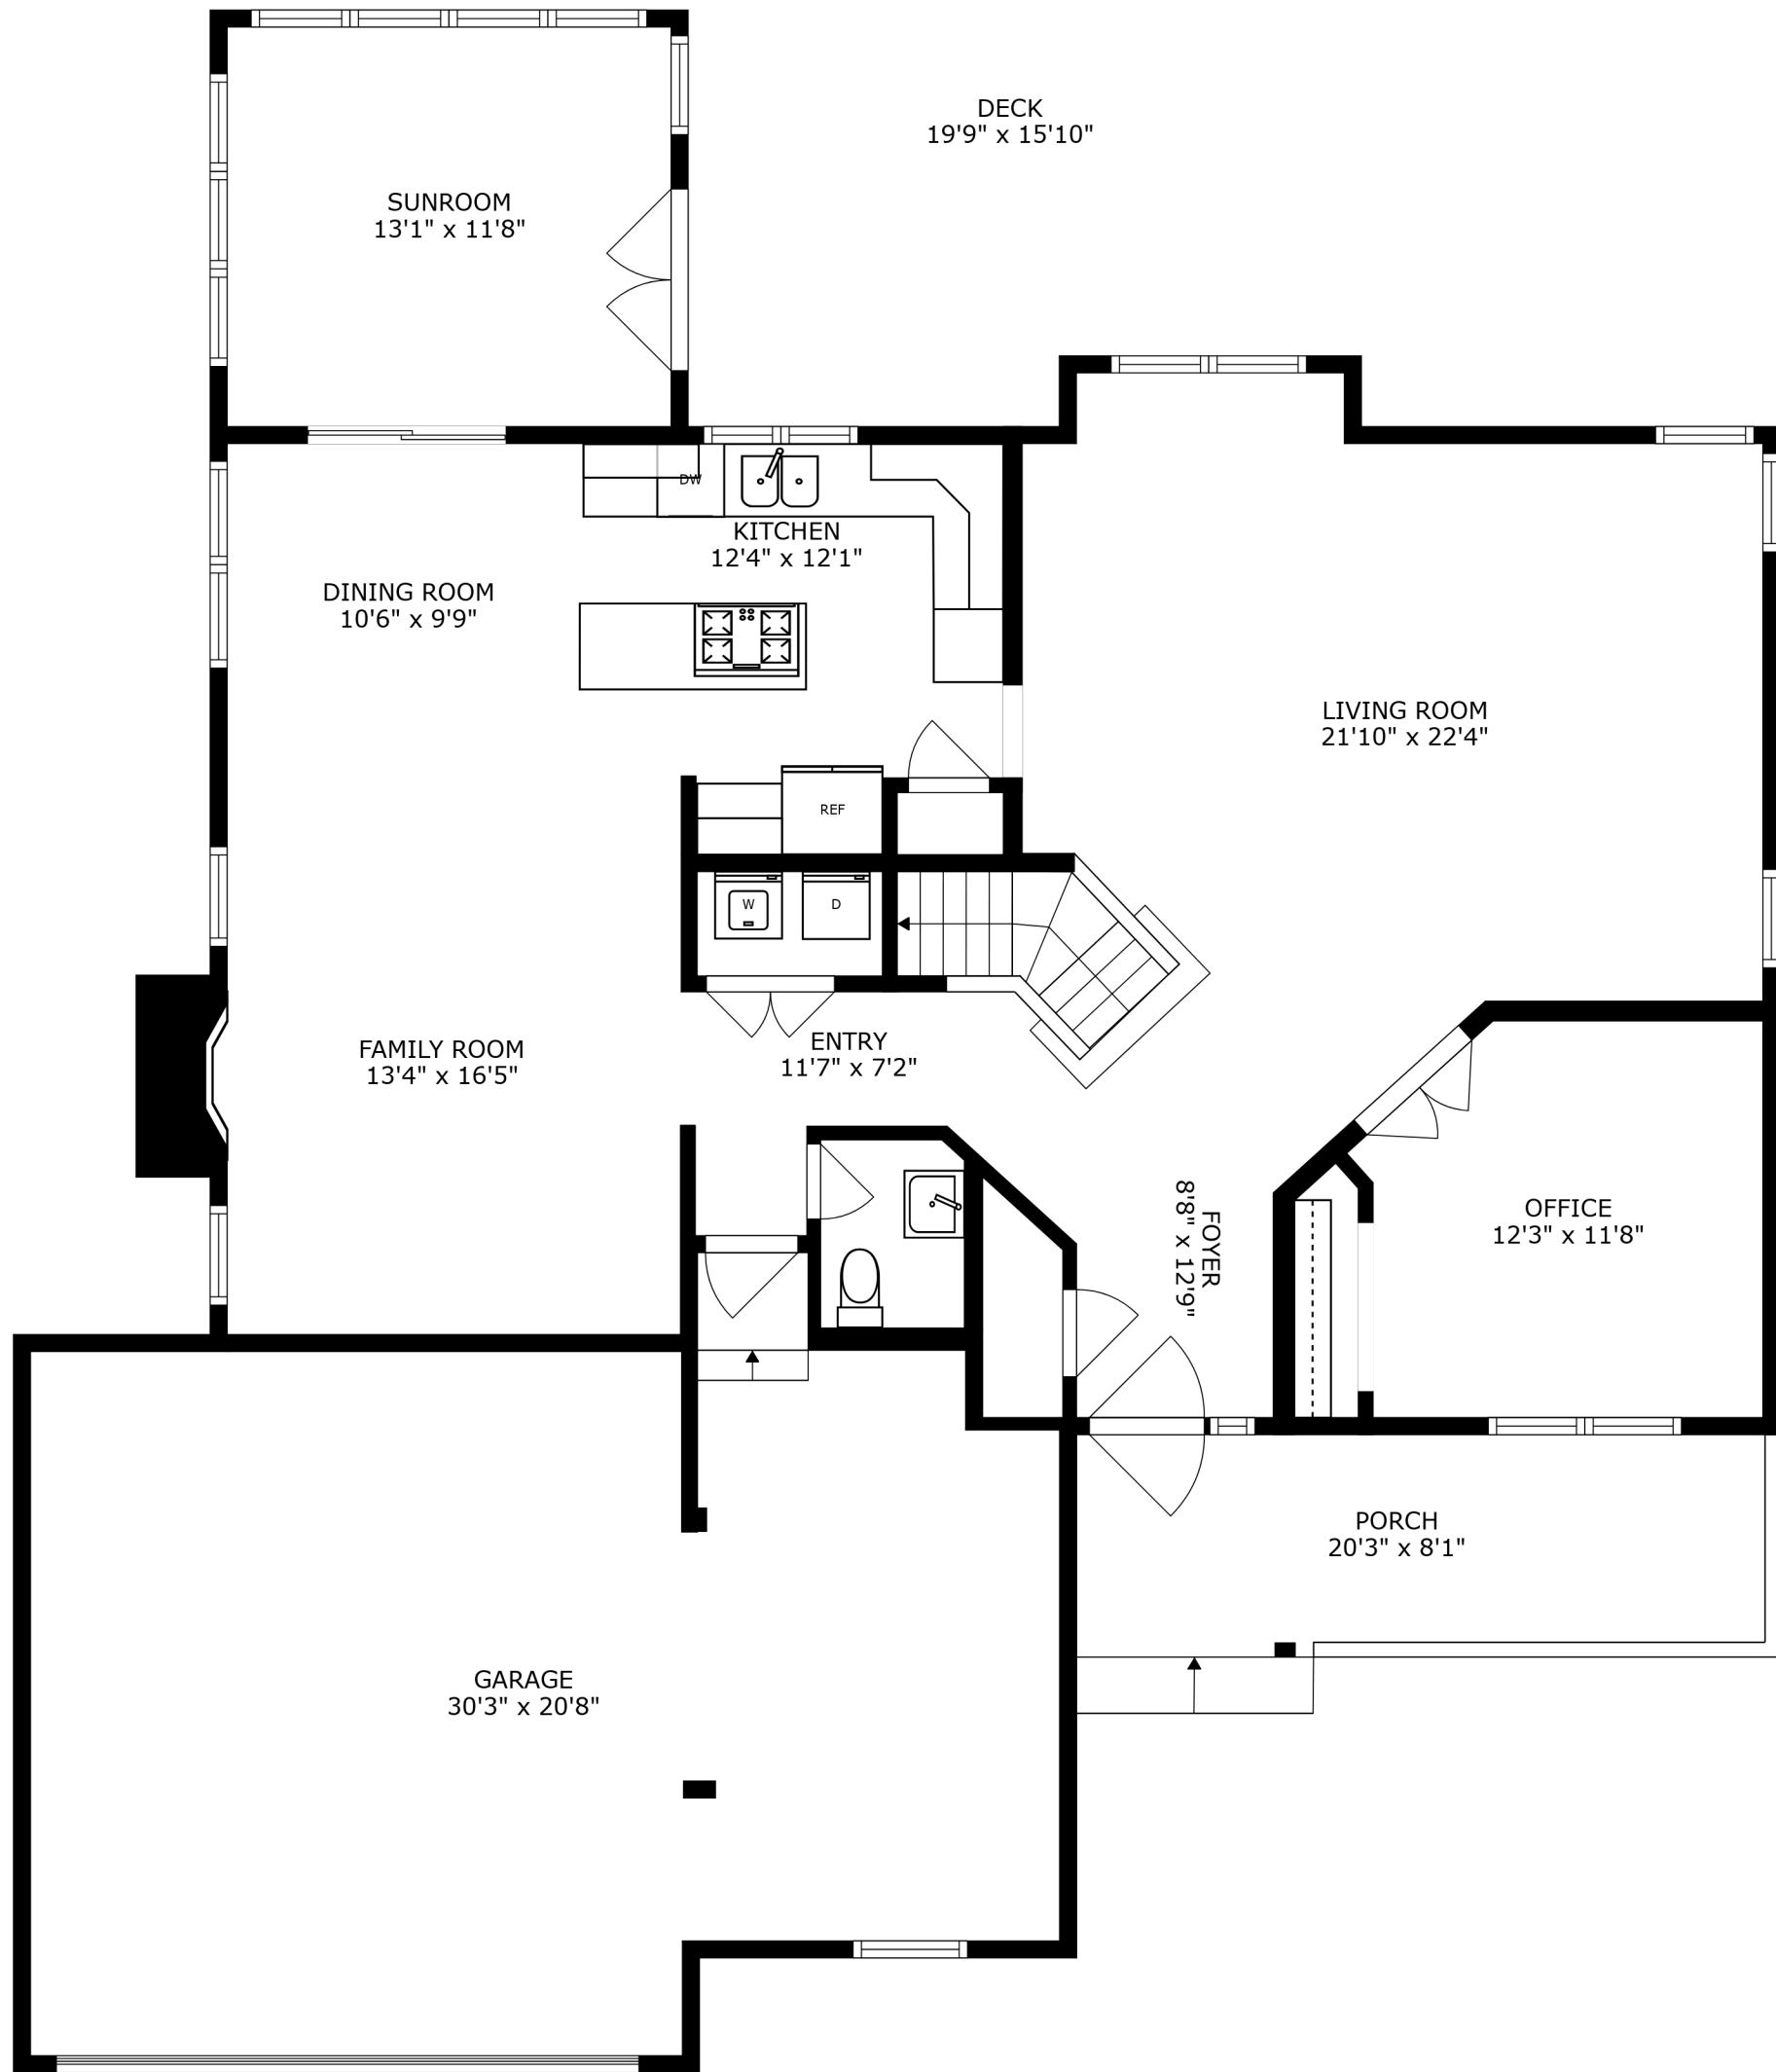 DECK
19'9" x 15'10"
SUNROOM
13'1" x 11'8"
DW
KITCHEN
12'4" x 12'1"
DINING ROOM
10'6" x 9'9"
LIVING ROOM
21'10" x 22'4"
REF
W
D
FAMILY ROOM
13'4" x 16'5"
ENTRY
11'7" x 7'2"
FOYER
8'8" x 12'9"
OFFICE
12'3" x 11'8"
PORCH
20'3" x 8'1"
GARAGE
30'3" x 20'8"